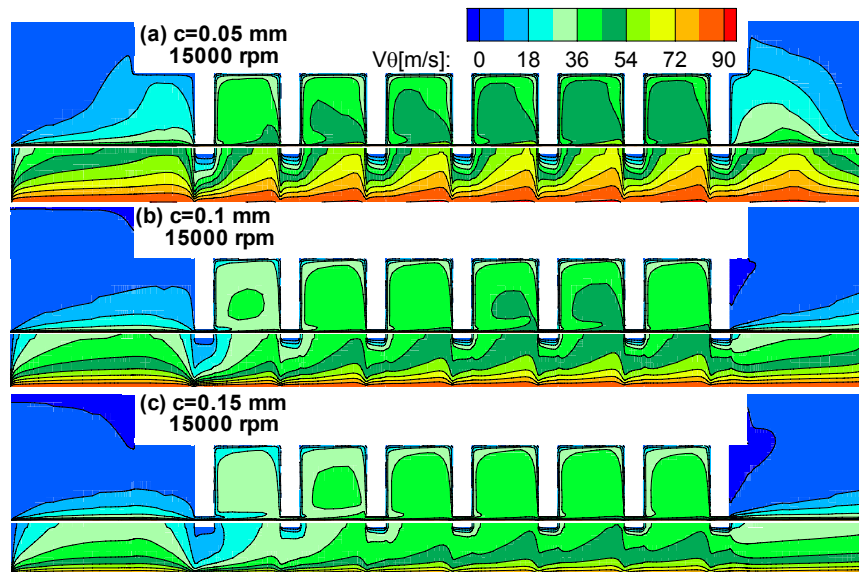 (a) c=0.05 mm
15000 rpm
Vθ[m/s]: 0 18 36 54 72 90
(b) c=0.1 mm
15000 rpm
(c) c=0.15 mm
15000 rpm